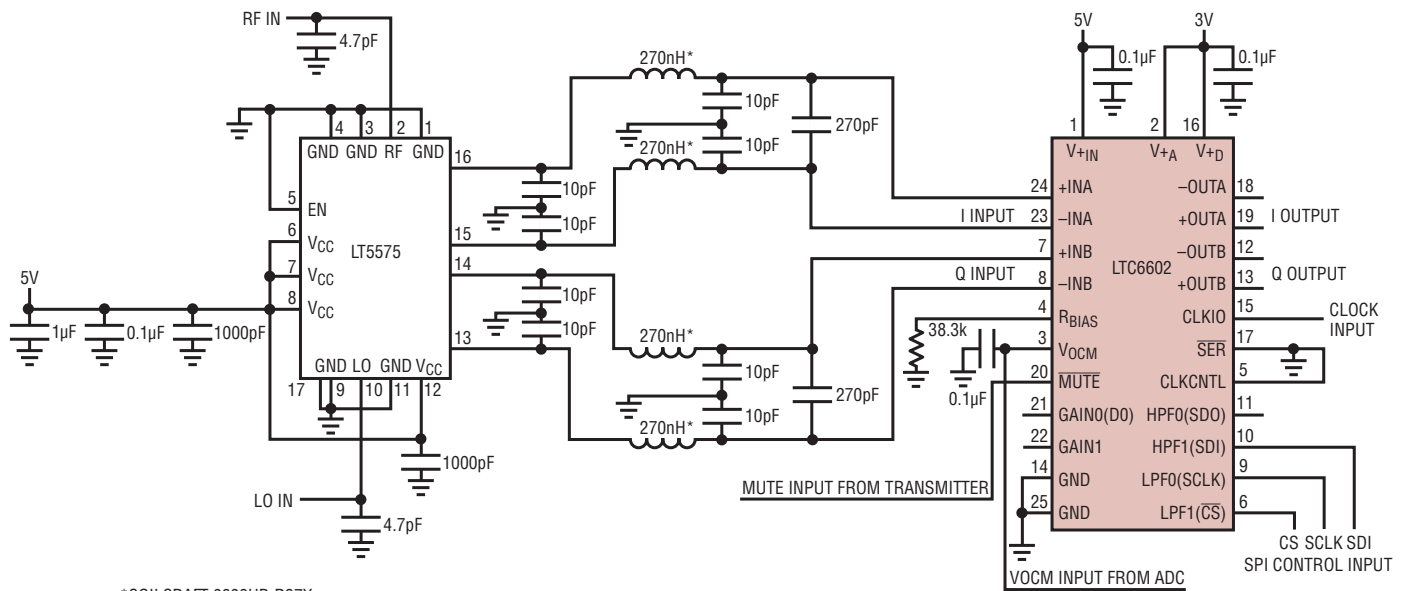 RF IN
4.7pF
4
3
2
1
GND
GND
RF
GND
5
EN
6
VCC
7
VCC
8
VCC
LT5575
16
15
14
13
5V
1µF
0.1µF
1000pF
GND
LO
GND
VCC
17
9
10
11
12
1000pF
LO IN
4.7pF
10pF
10pF
10pF
10pF
270nH*
10pF
10pF
270nH*
270pF
270nH*
10pF
10pF
270nH*
270pF
5V
0.1µF
3V
0.1µF
1
2
16
V+IN
V+A
V+D
LTC6602
24
+INA
I INPUT
23
–INA
7
+INB
Q INPUT
8
–INB
4
RBIAS
38.3k
3
VOCM
0.1µF
20
MUTE
21
GAIN0(D0)
22
GAIN1
14
GND
25
GND
–OUTA
18
+OUTA
19
I OUTPUT
–OUTB
12
+OUTB
13
Q OUTPUT
CLKIO
15
CLOCK
INPUT
SER
17
CLKCNTL
5
HPF0(SDO)
11
HPF1(SDI)
10
LPF0(SCLK)
9
LPF1(CS)
6
CS SCLK SDI
SPI CONTROL INPUT
MUTE INPUT FROM TRANSMITTER
VOCM INPUT FROM ADC